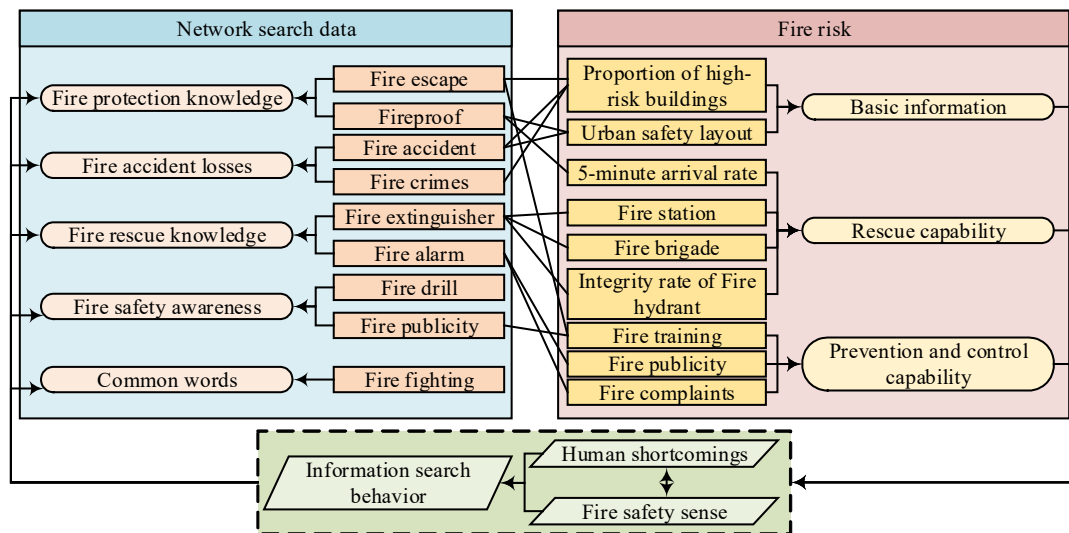 Network search data
Fire protection knowledge
Fire accident losses
Fire rescue knowledge
Fire safety awareness
Common words
Fire escape
Fireproof
Fire accident
Fire crimes
Fire extinguisher
Fire alarm
Fire drill
Fire publicity
Fire fighting
Fire risk
Proportion of high-
risk buildings
Urban safety layout
5-minute arrival rate
Fire station
Fire brigade
Integrity rate of Fire
hydrant
Fire training
Fire publicity
Fire complaints
Basic information
Rescue capability
Prevention and control
capability
Information search
behavior
Human shortcomings
Fire safety sense